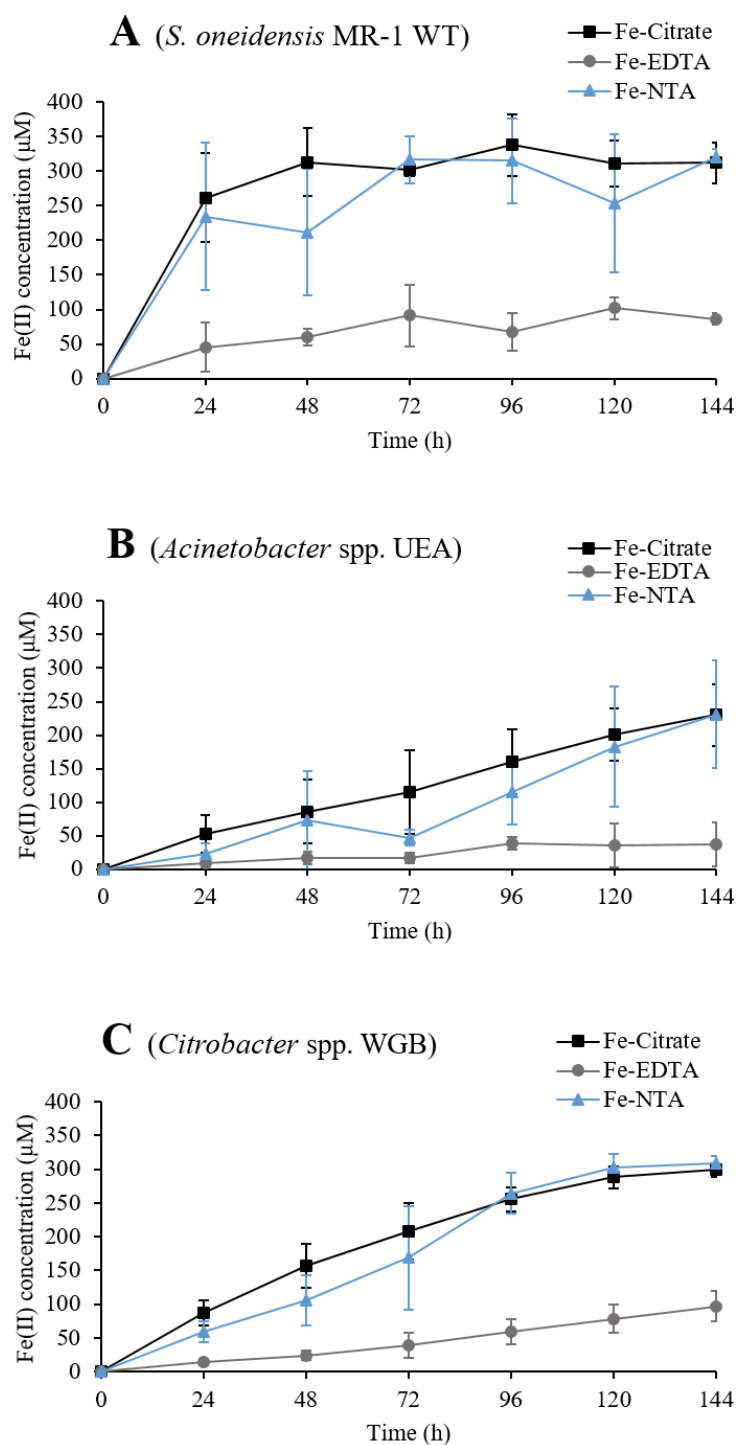 A (S. oneidensis MR-1 WT)
Fe-Citrate
Fe-EDTA
Fe-NTA
Fe(II) concentration (µM)
400
350
300
250
200
150
100
50
0
0 24 48 72 96 120 144
Time (h)
B (Acinetobacter spp. UEA)
Fe-Citrate
Fe-EDTA
Fe-NTA
Fe(II) concentration (µM)
400
350
300
250
200
150
100
50
0
0 24 48 72 96 120 144
Time (h)
C (Citrobacter spp. WGB)
Fe-Citrate
Fe-EDTA
Fe-NTA
Fe(II) concentration (µM)
400
350
300
250
200
150
100
50
0
0 24 48 72 96 120 144
Time (h)